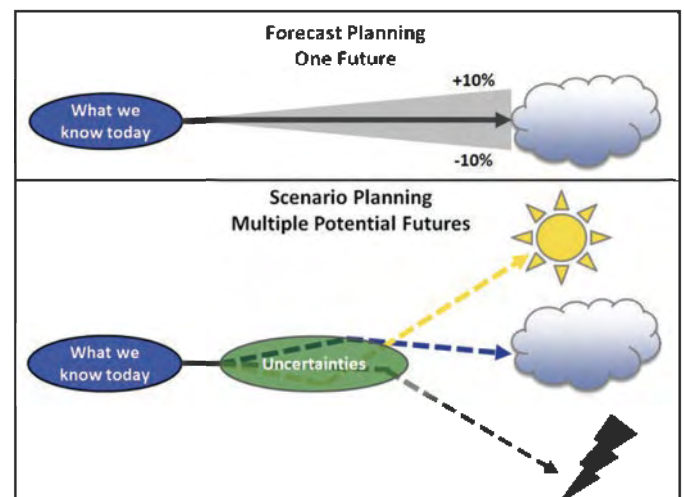 Forecast Planning
One Future
+10%
What we
know today
-10%
Scenario Planning
Multiple Potential Futures
What we
know today
Uncertainties